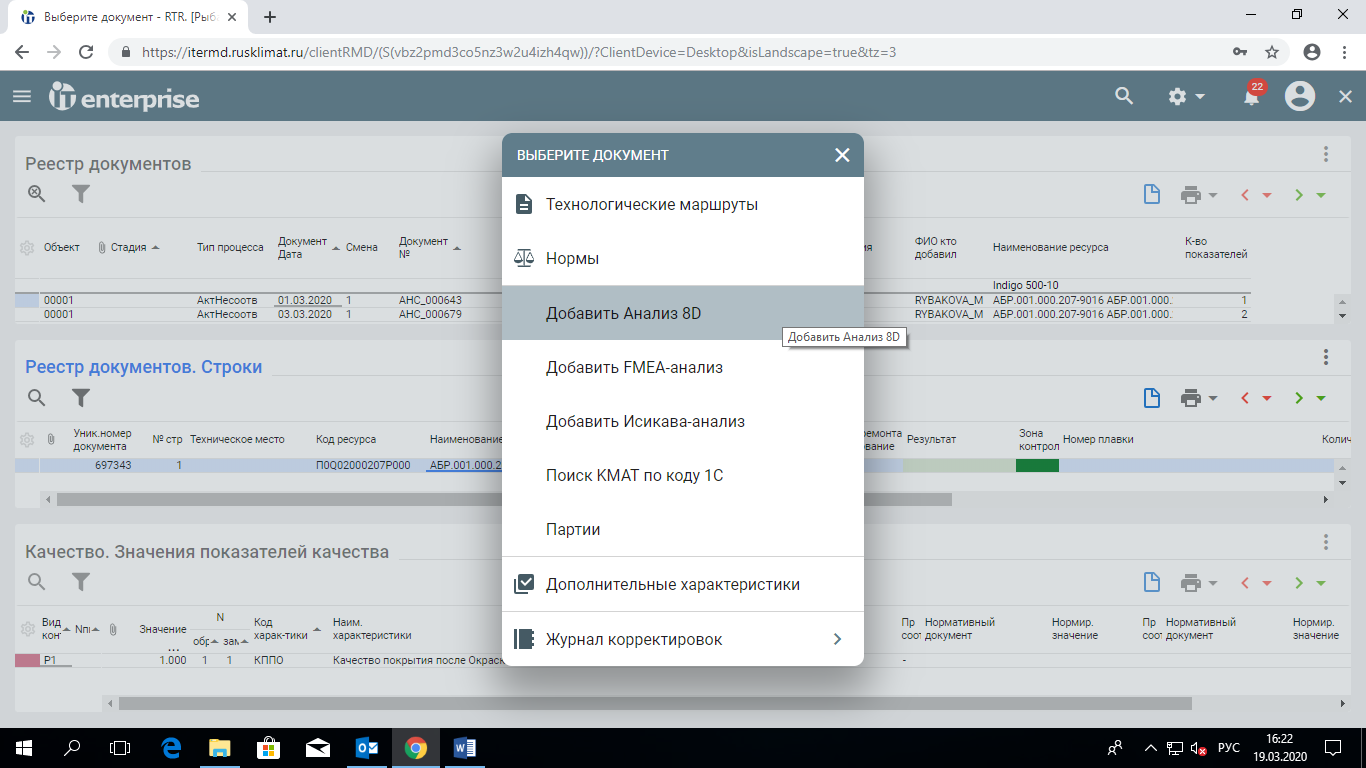 Выберите документ - RTR. [Рыб
https://itermd.rusklimat.ru/clientRMD/(S(vbz2pmd3co5nz3w2u4izh4qw))/?ClientDevice=Desktop&isLandscape=true&tz=3
it enterprise
22
ВЫБЕРИТЕ ДОКУМЕНТ
Технологические маршруты
Нормы
Добавить Анализ 8D
Добавить Анализ 8D
Добавить FMEA-анализ
Добавить Исикава-анализ
Поиск КМАТ по коду 1С
Партии
Дополнительные характеристики
Журнал корректировок
Реестр документов
Объект Стадия Тип процесса Документ Дата Смена Документ № ФИО кто добавил Наименование ресурса К-во показателей
Indigo 500-10
00001 АктНесоотв 01.03.2020 1 АНС_000643 RYBAKOVA_M АБР.001.000.207-9016 АБР.001.000. 1
00001 АктНесоотв 03.03.2020 1 АНС_000679 RYBAKOVA_M АБР.001.000.207-9016 АБР.001.000. 2
Реестр документов. Строки
Уник.номер документа № стр Техническое место Код ресурса Наименование ремонта Результат Зона контрол Номер плавки Колич
697343 1 П0Q02000207Р000 АБР.001.000.2
Качество. Значения показателей качества
Вид кон Nпп Значение ... N обр зам Код харак-тики Наим. характеристики Пр соот Нормативный документ Нормир. значение Пр соот Нормативный документ Нормир. значение
P1 1.000 1 1 КППО Качество покрытия после Окрас -
РУС
16:22
19.03.2020